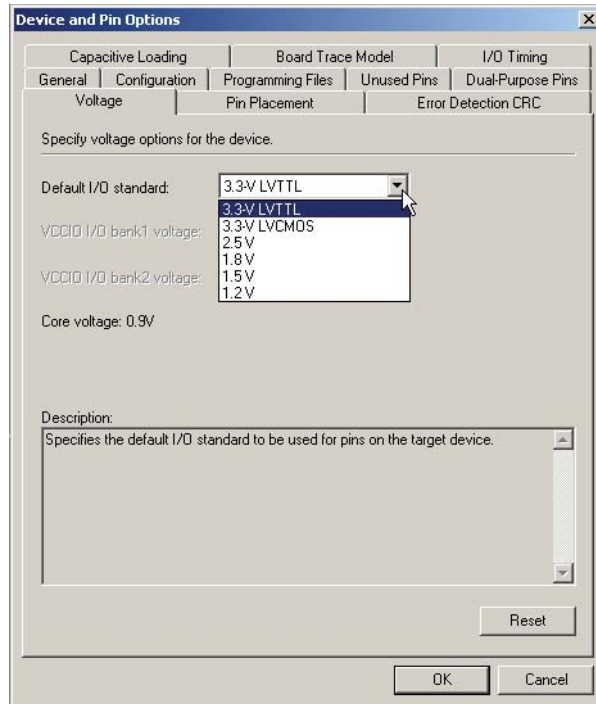 Device and Pin Options
Capacitive Loading Board Trace Model I/O Timing
General Configuration Programming Files Unused Pins Dual-Purpose Pins
Voltage Pin Placement Error Detection CRC
Specify voltage options for the device.
Default I/O standard: 3.3-V LVTTL
3.3-V LVTTL
VCCIO I/O bank1 voltage: 3.3-V LVCMOS
2.5 V
1.8 V
VCCIO I/O bank2 voltage: 1.5 V
1.2 V
Core voltage: 0.9V
Description:
Specifies the default I/O standard to be used for pins on the target device.
Reset
OK Cancel